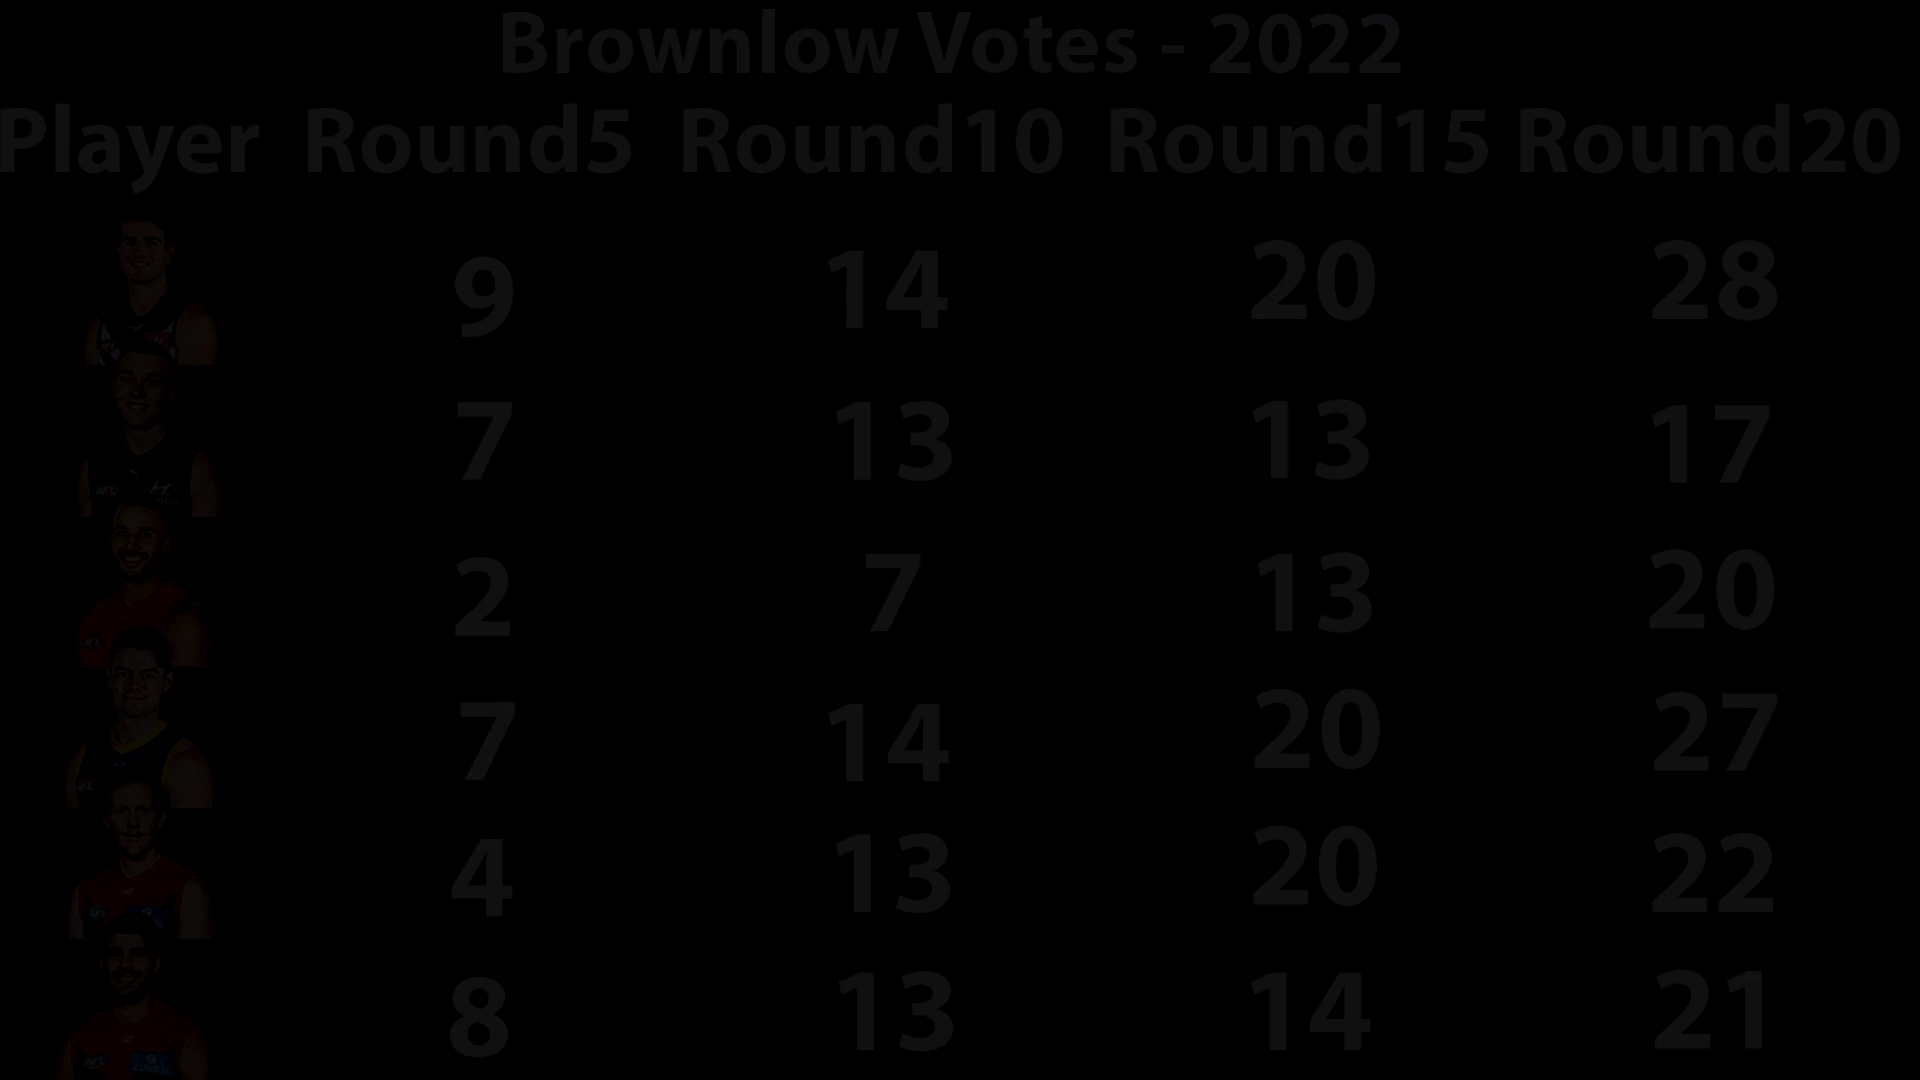 Brownlow Votes - 2022
Player Round5 Round10 Round15 Round20
9 14 20 28
7 13 13 17
2 7 13 20
7 14 20 27
4 13 20 22
8 13 14 21